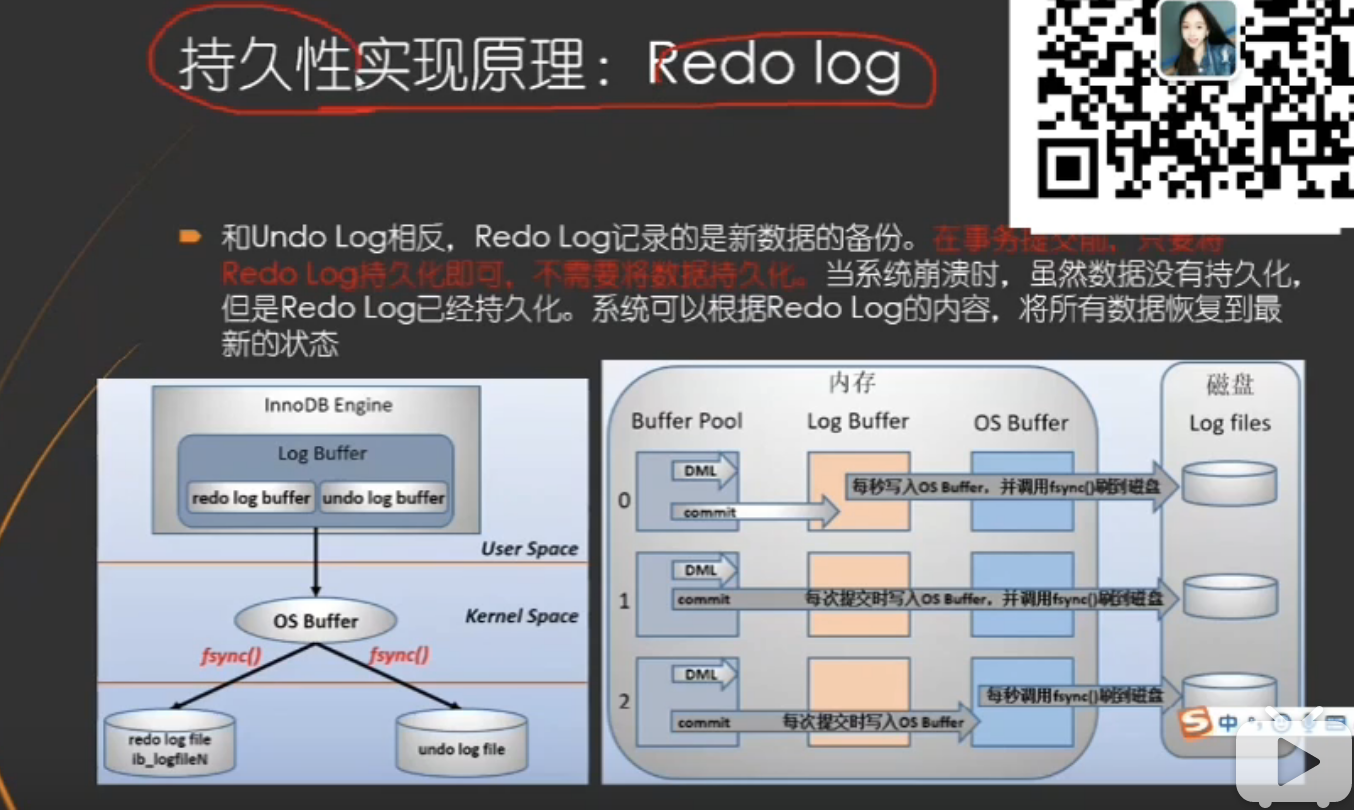 持久性实现原理：Redo log
和Undo Log相反，Redo Log记录的是新数据的备份。在事务提交前，只要将
Redo Log持久化即可，不需要将数据持久化。当系统崩溃时，虽然数据没有持久化，
但是Redo Log已经持久化。系统可以根据Redo Log的内容，将所有数据恢复到最
新的状态
InnoDB Engine
Log Buffer
redo log buffer
undo log buffer
User Space
OS Buffer
Kernel Space
fsync()
fsync()
redo log file
ib_logfileN
undo log file
内存
磁盘
Buffer Pool
Log Buffer
OS Buffer
Log files
0
DML
commit
每秒写入OS Buffer，并调用fsync()刷到磁盘
1
DML
commit
每次提交时写入OS Buffer，并调用fsync()刷到磁盘
2
DML
commit
每次提交时写入OS Buffer
每秒调用fsync()刷到磁盘
中